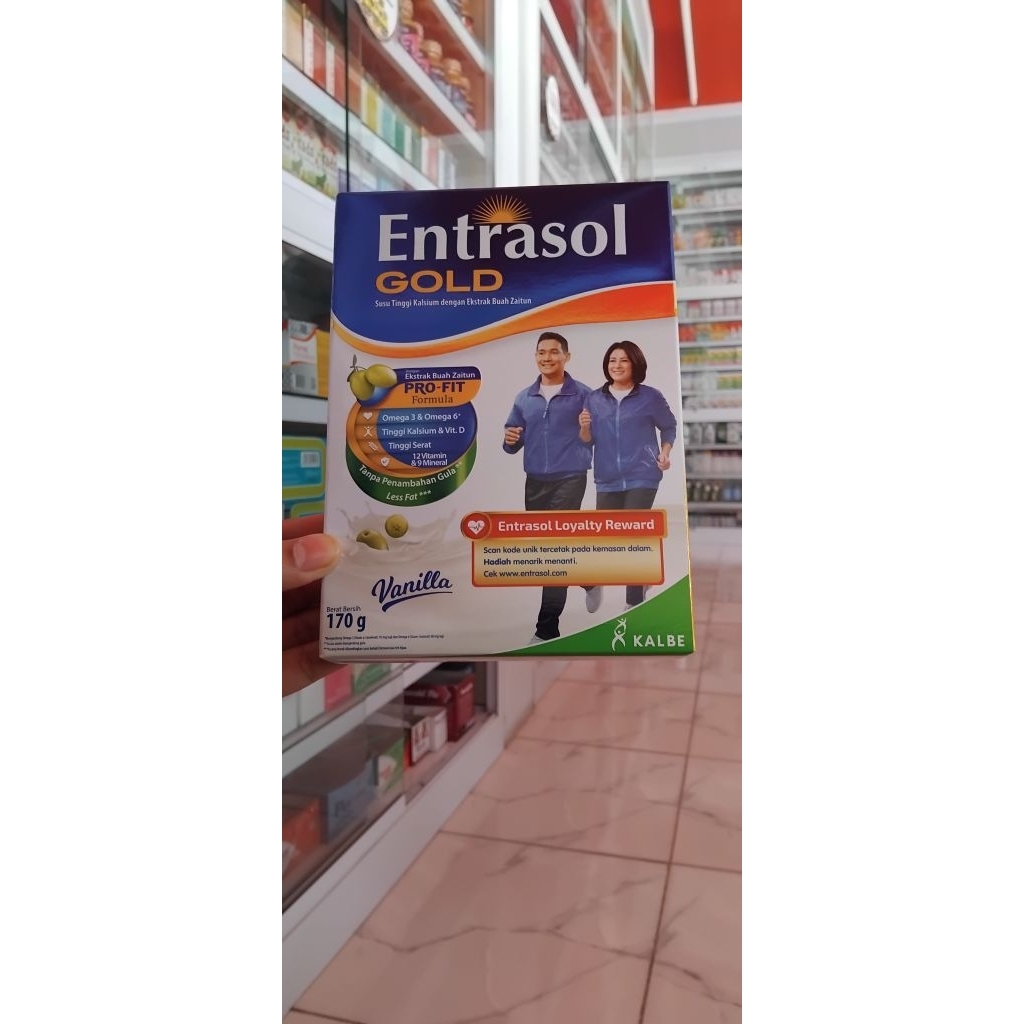 Entrasol
GOLD
Susu Tinggi Kalsium dengan Ekstrak Buah Zaitun
Ekstrak Buah Zaitun
PRO-FIT
Formula
Omega 3 & Omega 6*
Tinggi Kalsium & Vit. D
Tinggi Serat
12 Vitamin
& 9 Mineral
Tanpa Penambahan Gula**
Less Fat***
Entrasol Loyalty Reward
Scan kode unik tercetak pada kemasan dalam.
Hadiah menarik menanti.
Cek www.entrasol.com
Vanilla
Berat Bersih
170 g
KALBE